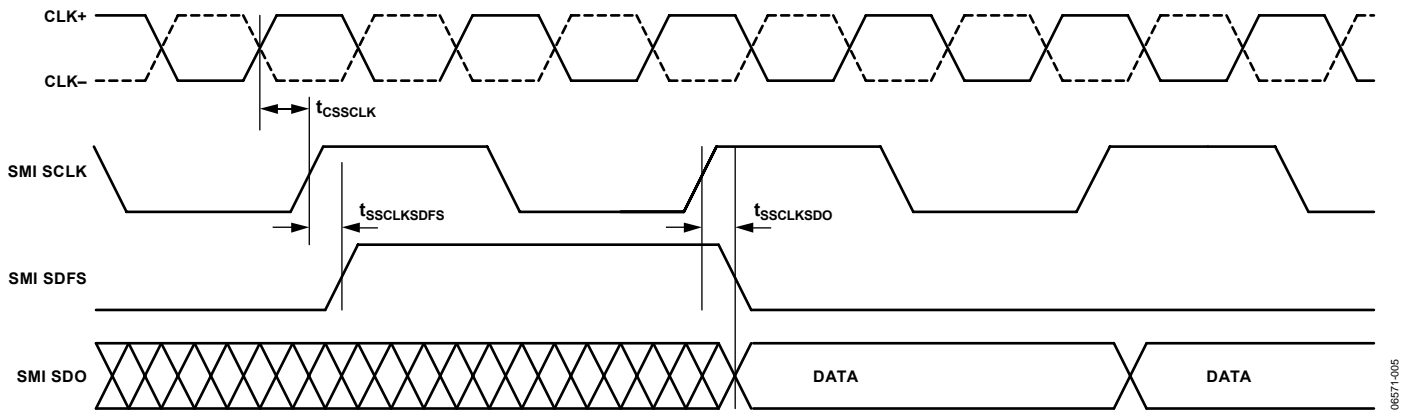 CLK+
CLK–
tCSSCLK
SMI SCLK
tSSCLKSDFS
tSSCLKSDO
SMI SDFS
SMI SDO
DATA
DATA
06571-005